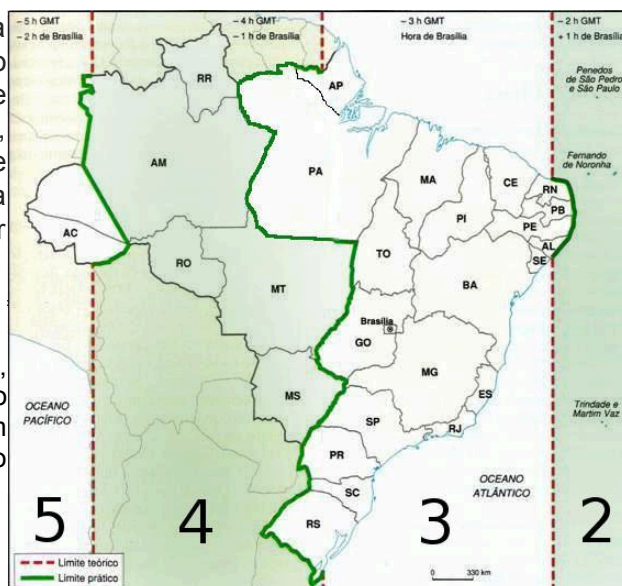 – 5 h GMT
– 2 h de Brasília
– 4 h GMT
– 1 h de Brasília
– 3 h GMT
Hora de Brasília
– 2 h GMT
+ 1 h de Brasília
Penedos
de São Pedro
e São Paulo
Fernando
de Noronha
RR
AP
AM
PA
MA
CE
RN
PB
PI
PE
AL
SE
AC
RO
TO
BA
MT
Brasília
GO
MG
ES
MS
SP
RJ
Trindade e
Martim Vaz
PR
SC
RS
OCEANO
PACÍFICO
OCEANO
ATLÂNTICO
5
4
3
2
Limite teórico
Limite prático
0 330 km